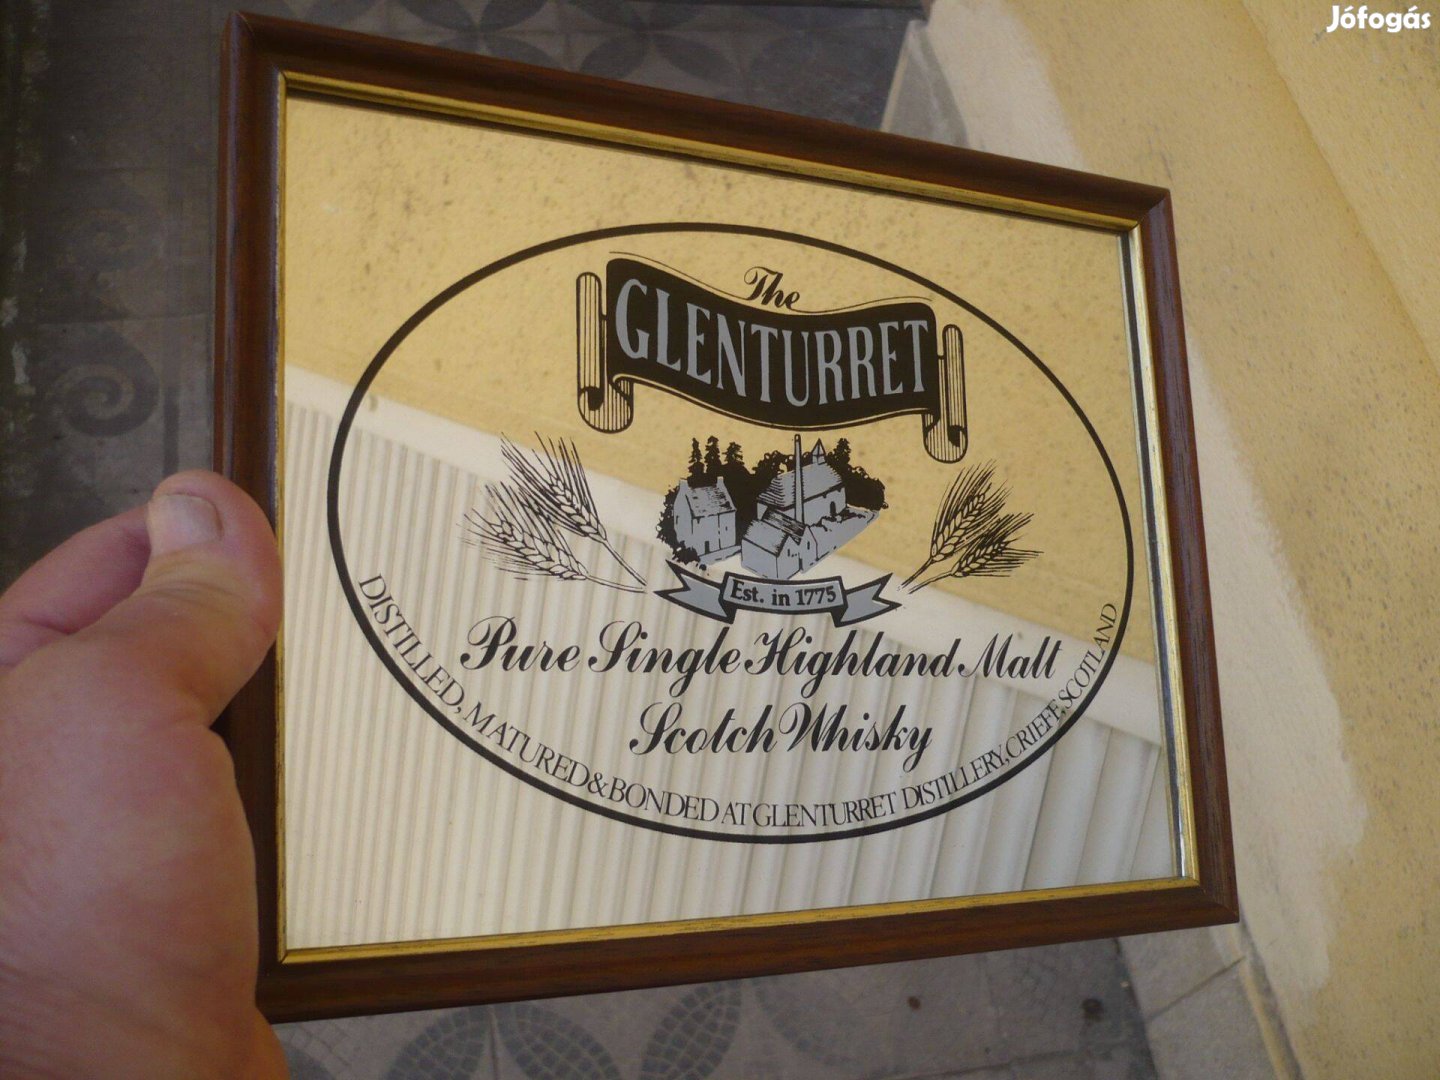 Jófogás
The
GLENTURRET
Est. in 1775
Pure Single Highland Malt
Scotch Whisky
DISTILLED, MATURED & BONDED AT GLENTURRET DISTILLERY, CRIEFF, SCOTLAND